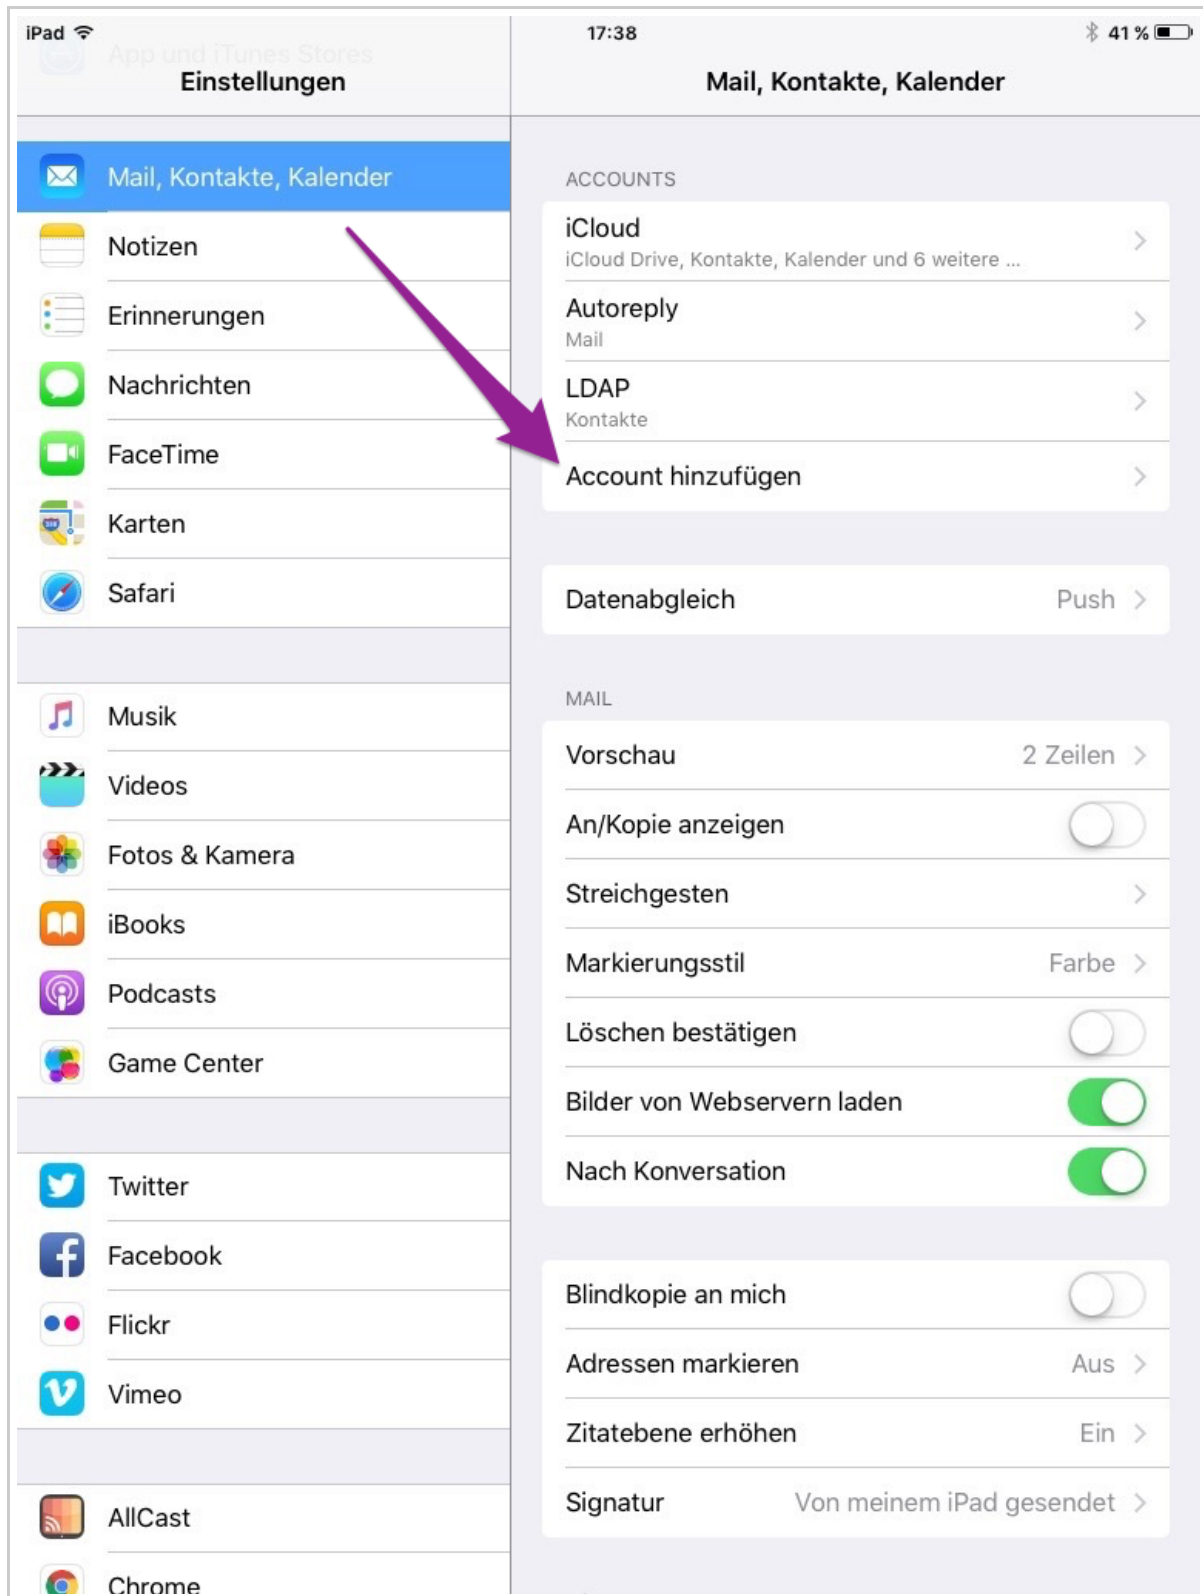 iPad
17:38
41 %
App und iTunes Stores
Einstellungen
Mail, Kontakte, Kalender
Notizen
Erinnerungen
Nachrichten
FaceTime
Karten
Safari
Musik
Videos
Fotos & Kamera
iBooks
Podcasts
Game Center
Twitter
Facebook
Flickr
Vimeo
AllCast
Chrome
Mail, Kontakte, Kalender
ACCOUNTS
iCloud
iCloud Drive, Kontakte, Kalender und 6 weitere ...
Autoreply
Mail
LDAP
Kontakte
Account hinzufügen
Datenabgleich Push
MAIL
Vorschau 2 Zeilen
An/Kopie anzeigen
Streichgesten
Markierungsstil Farbe
Löschen bestätigen
Bilder von Webservern laden
Nach Konversation
Blindkopie an mich
Adressen markieren Aus
Zitatebene erhöhen Ein
Signatur Von meinem iPad gesendet